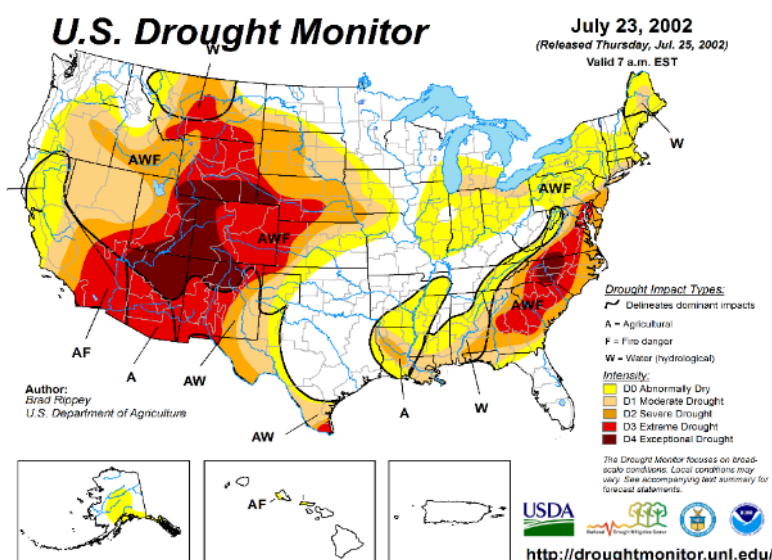 U.S. Drought Monitor
July 23, 2002
(Released Thursday, Jul. 25, 2002)
Valid 7 a.m. EST
W
W
AWF
AWF
AWF
AWF
AF
A
AW
AW
A
W
Drought Impact Types:
Delineates dominant impacts
A = Agricultural
F = Fire danger
W = Water (hydrological)
Intensity:
D0 Abnormally Dry
D1 Moderate Drought
D2 Severe Drought
D3 Extreme Drought
D4 Exceptional Drought
Author:
Brad Rippey
U.S. Department of Agriculture
The Drought Monitor focuses on broad-
scale conditions. Local conditions may
vary. See accompanying text summary for
forecast statements.
AF
USDA
National Drought Mitigation Center
http://droughtmonitor.unl.edu/